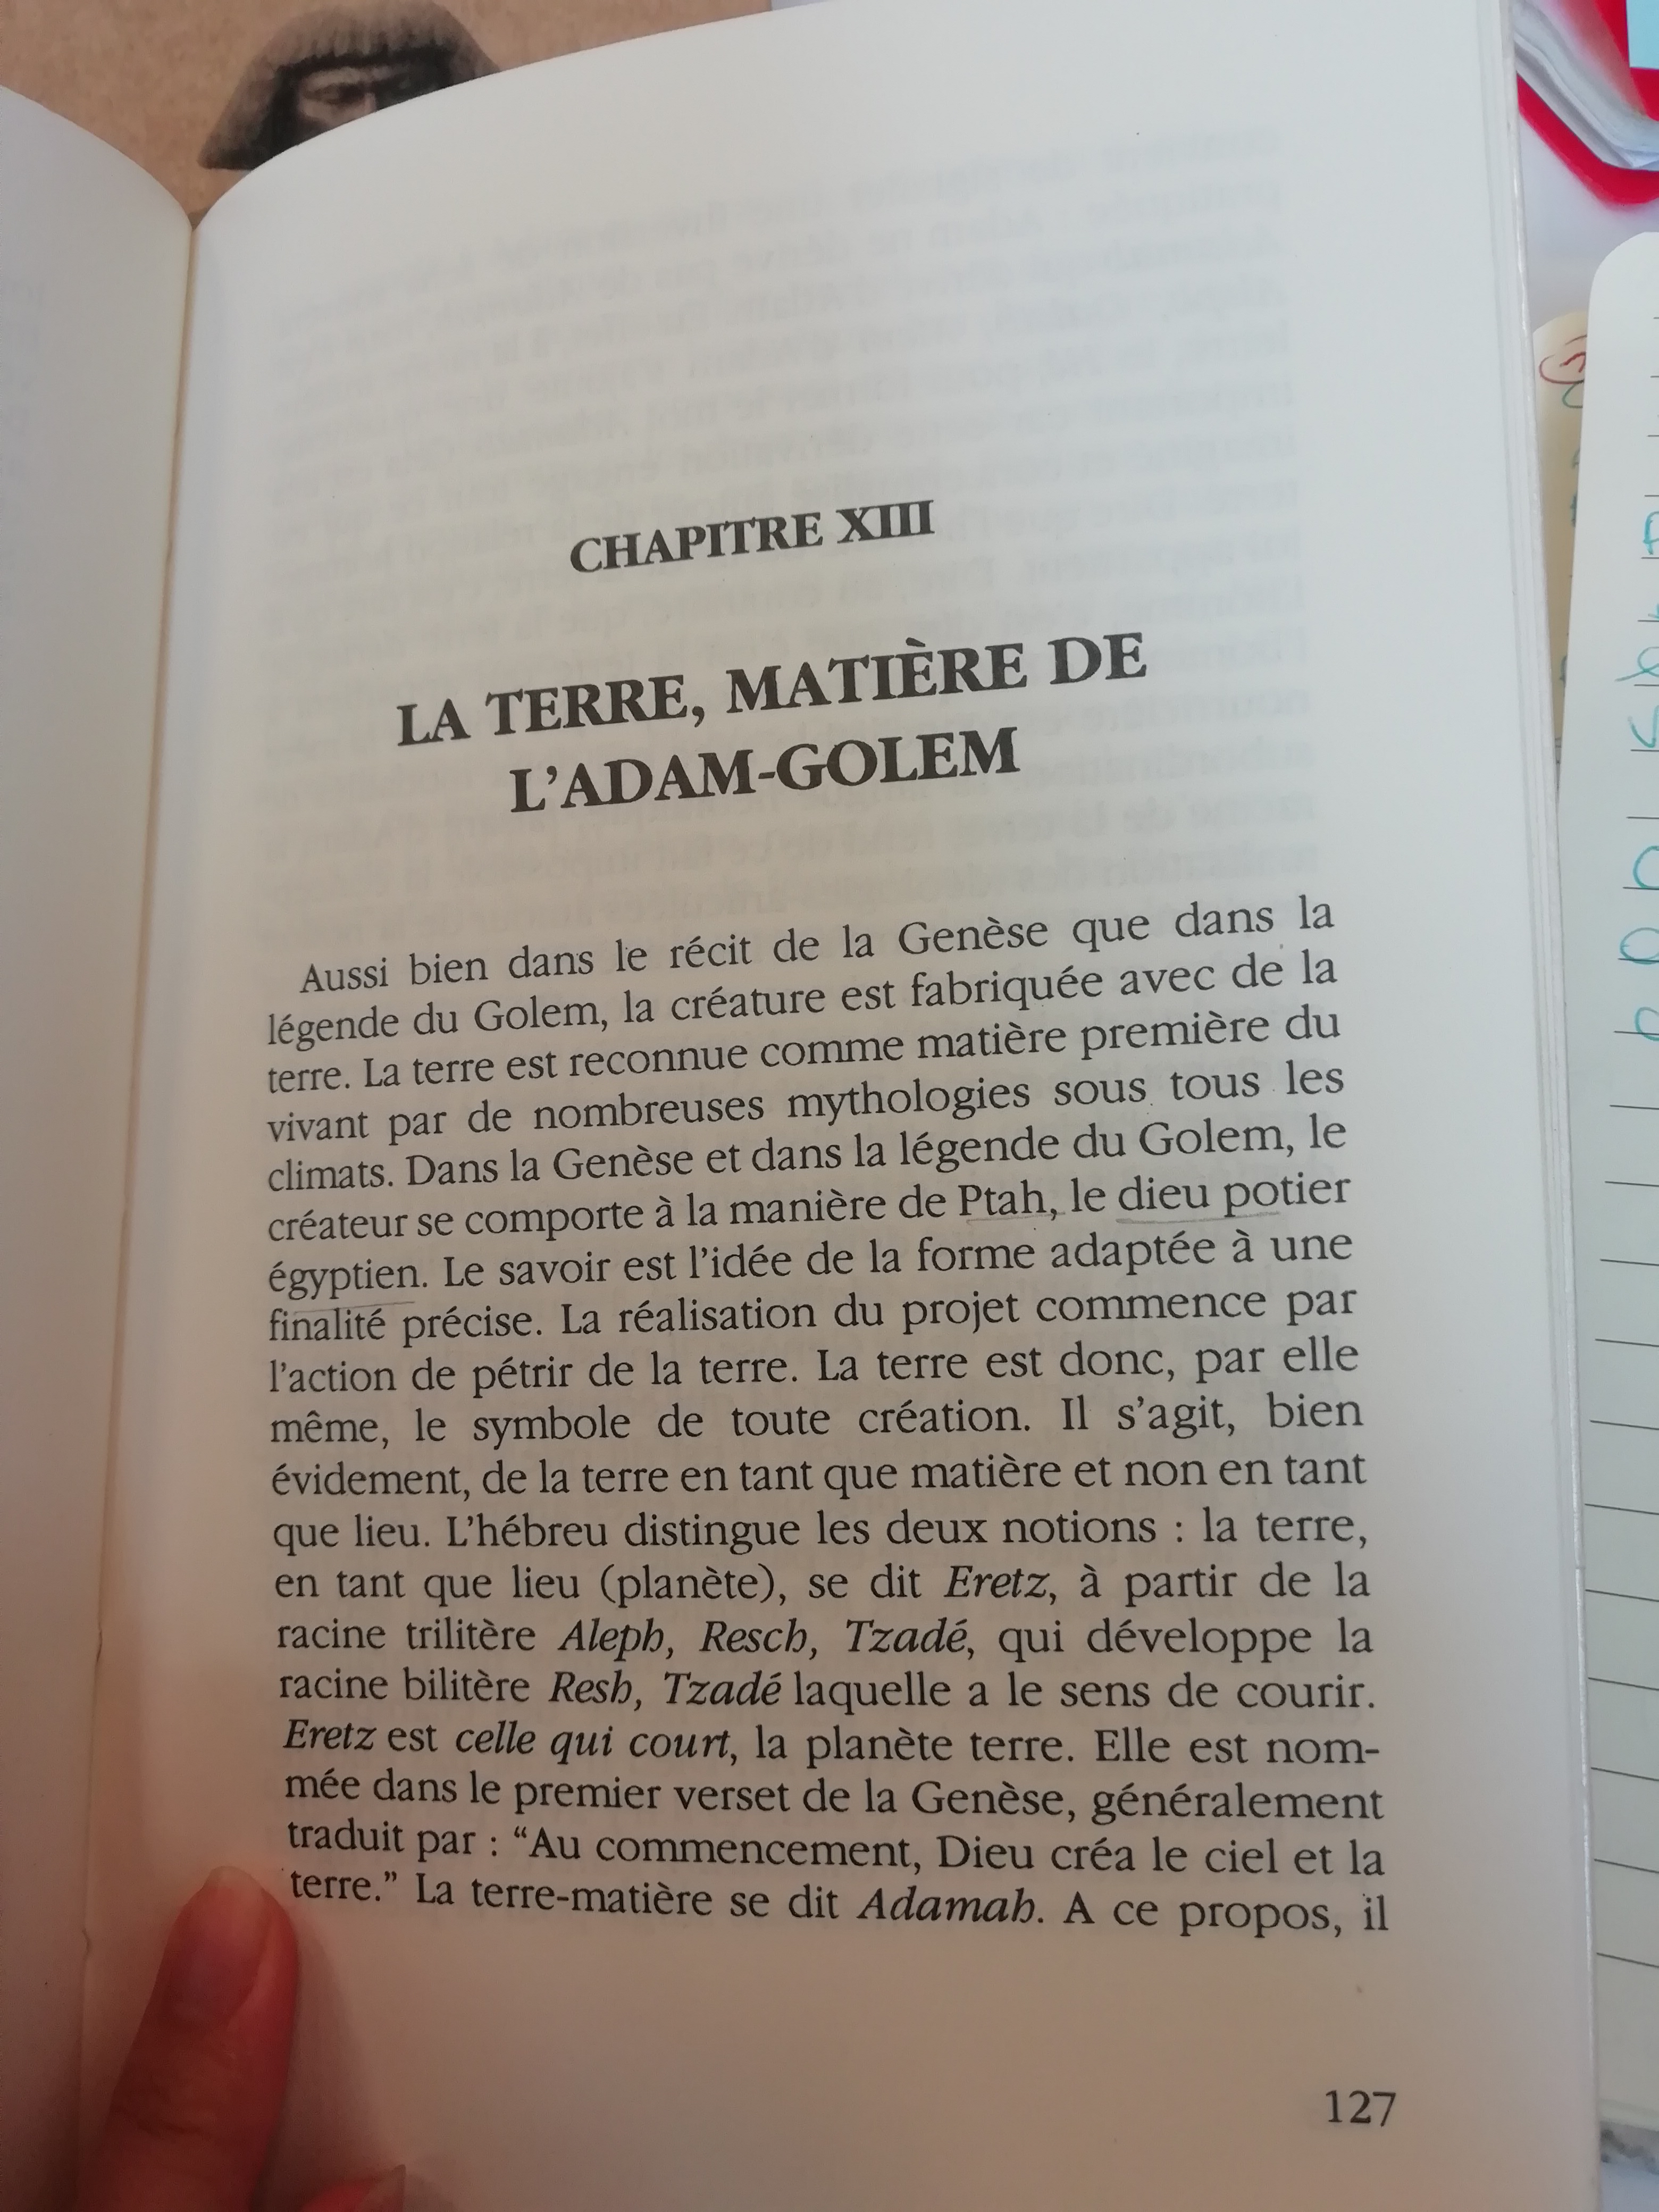 CHAPITRE XIII
LA TERRE, MATIÈRE DE
L'ADAM-GOLEM
Aussi bien dans le récit de la Genèse que dans la
légende du Golem, la créature est fabriquée avec de la
terre. La terre est reconnue comme matière première du
vivant par de nombreuses mythologies sous tous les
climats. Dans la Genèse et dans la légende du Golem, le
créateur se comporte à la manière de Ptah, le dieu potier
égyptien. Le savoir est l'idée de la forme adaptée à une
finalité précise. La réalisation du projet commence par
l'action de pétrir de la terre. La terre est donc, par elle
même, le symbole de toute création. Il s'agit, bien
évidement, de la terre en tant que matière et non en tant
que lieu. L'hébreu distingue les deux notions : la terre,
en tant que lieu (planète), se dit Eretz, à partir de la
racine trilitère Aleph, Resch, Tzadé, qui développe la
racine bilitère Resh, Tzadé laquelle a le sens de courir.
Eretz est celle qui court, la planète terre. Elle est nom-
mée dans le premier verset de la Genèse, généralement
traduit par : “Au commencement, Dieu créa le ciel et la
terre.” La terre-matière se dit Adamah. A ce propos, il
127